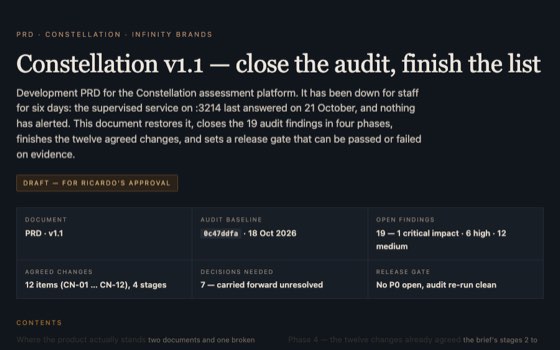 PRD · CONSTELLATION · INFINITY BRANDS
Constellation v1.1 — close the audit, finish the list
Development PRD for the Constellation assessment platform. It has been down for staff
for six days: the supervised service on :3214 last answered on 21 October, and nothing
has alerted. This document restores it, closes the 19 audit findings in four phases,
finishes the twelve agreed changes, and sets a release gate that can be passed or failed
on evidence.
DRAFT — FOR RICARDO'S APPROVAL
DOCUMENT
PRD · v1.1
AUDIT BASELINE
0c47ddfa · 18 Oct 2026
OPEN FINDINGS
19 — 1 critical impact · 6 high · 12
medium
AGREED CHANGES
12 items (CN-01 … CN-12), 4 stages
DECISIONS NEEDED
7 — carried forward unresolved
RELEASE GATE
No P0 open, audit re-run clean
CONTENTS
Where the product actually stands two documents and one broken
Phase 4 — the twelve changes already agreed the brief's stages 2 to